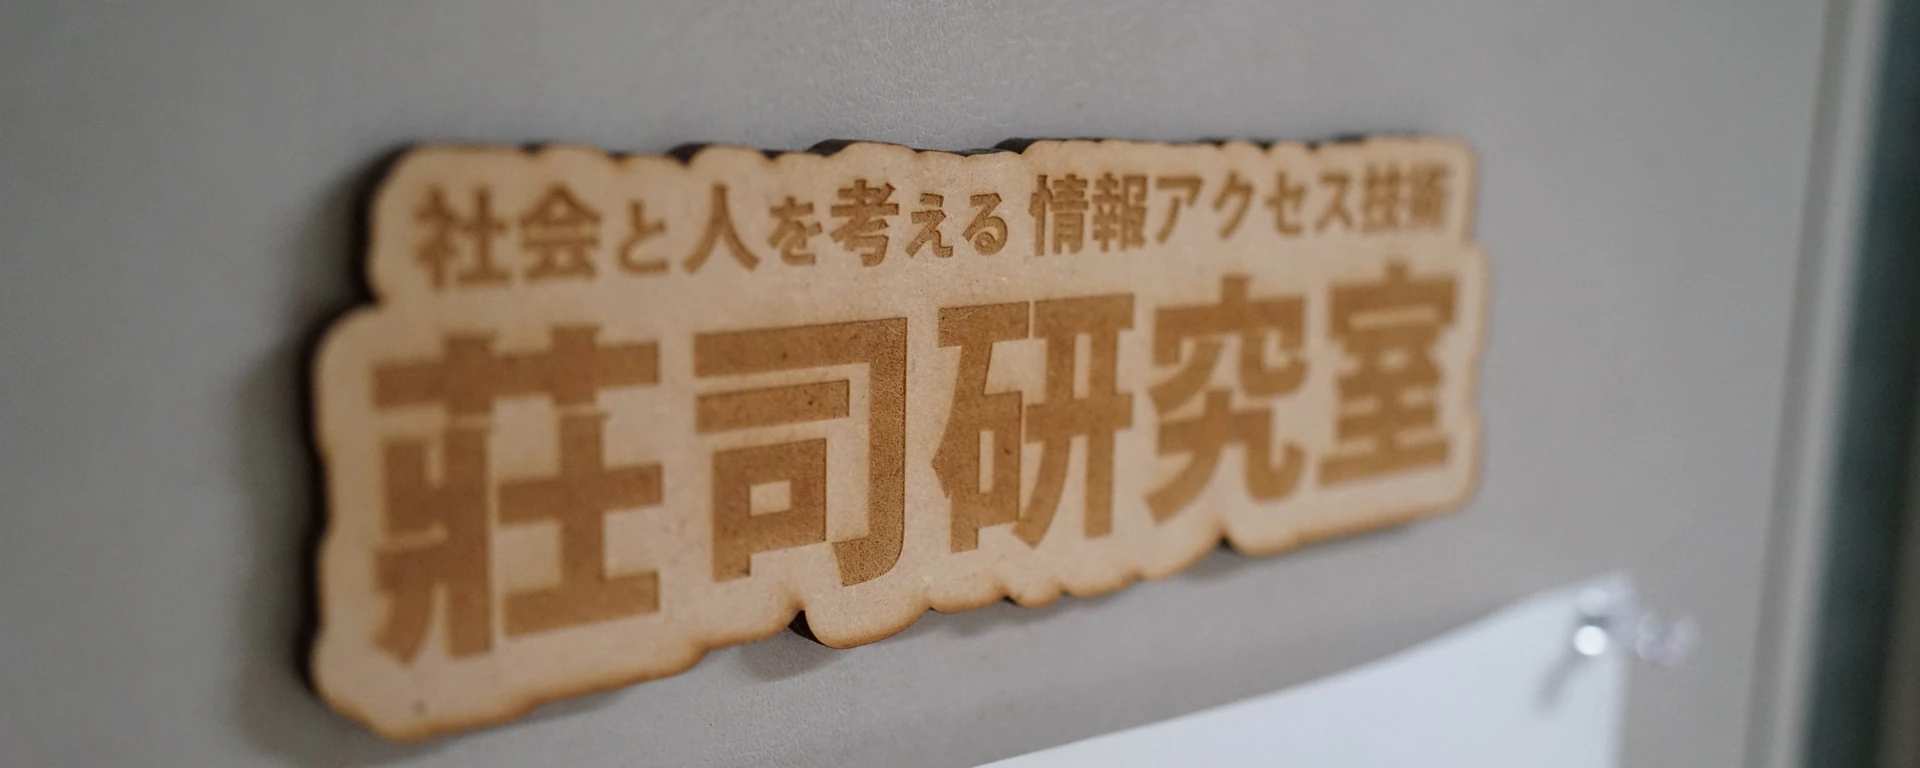 社会と人を考える 情報アクセス技術
莊司研究室